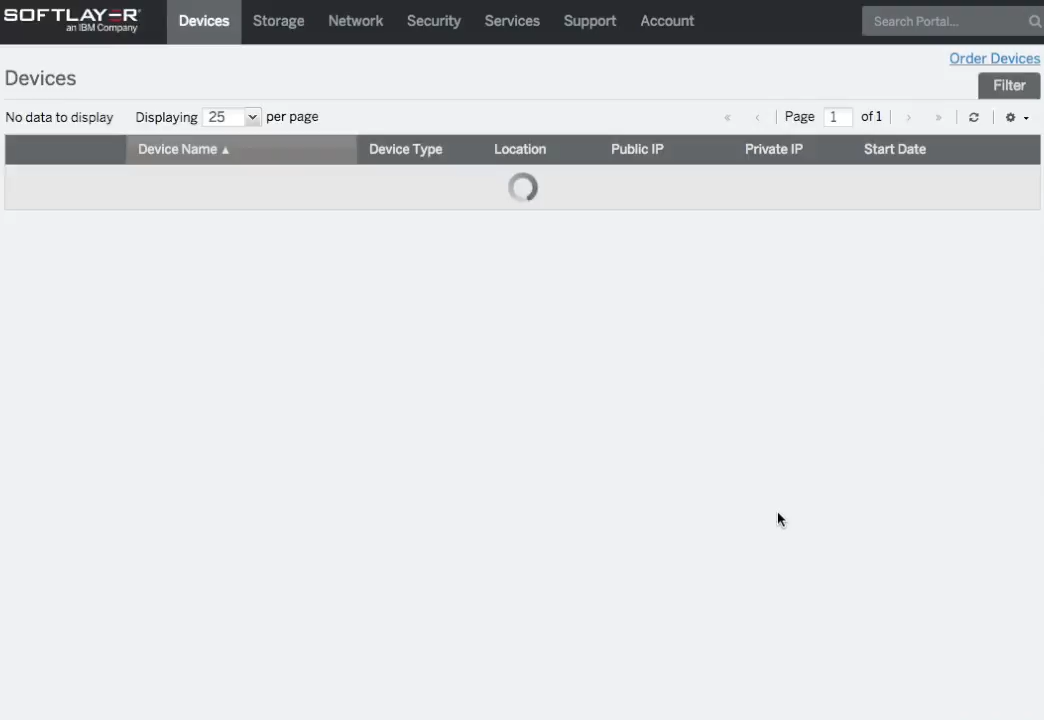 SOFTLAYER
an IBM Company
Devices Storage Network Security Services Support Account Search Portal...
Order Devices
Devices
Filter
No data to display Displaying 25 per page « ‹ Page 1 of 1 › »
Device Name ▲ Device Type Location Public IP Private IP Start Date